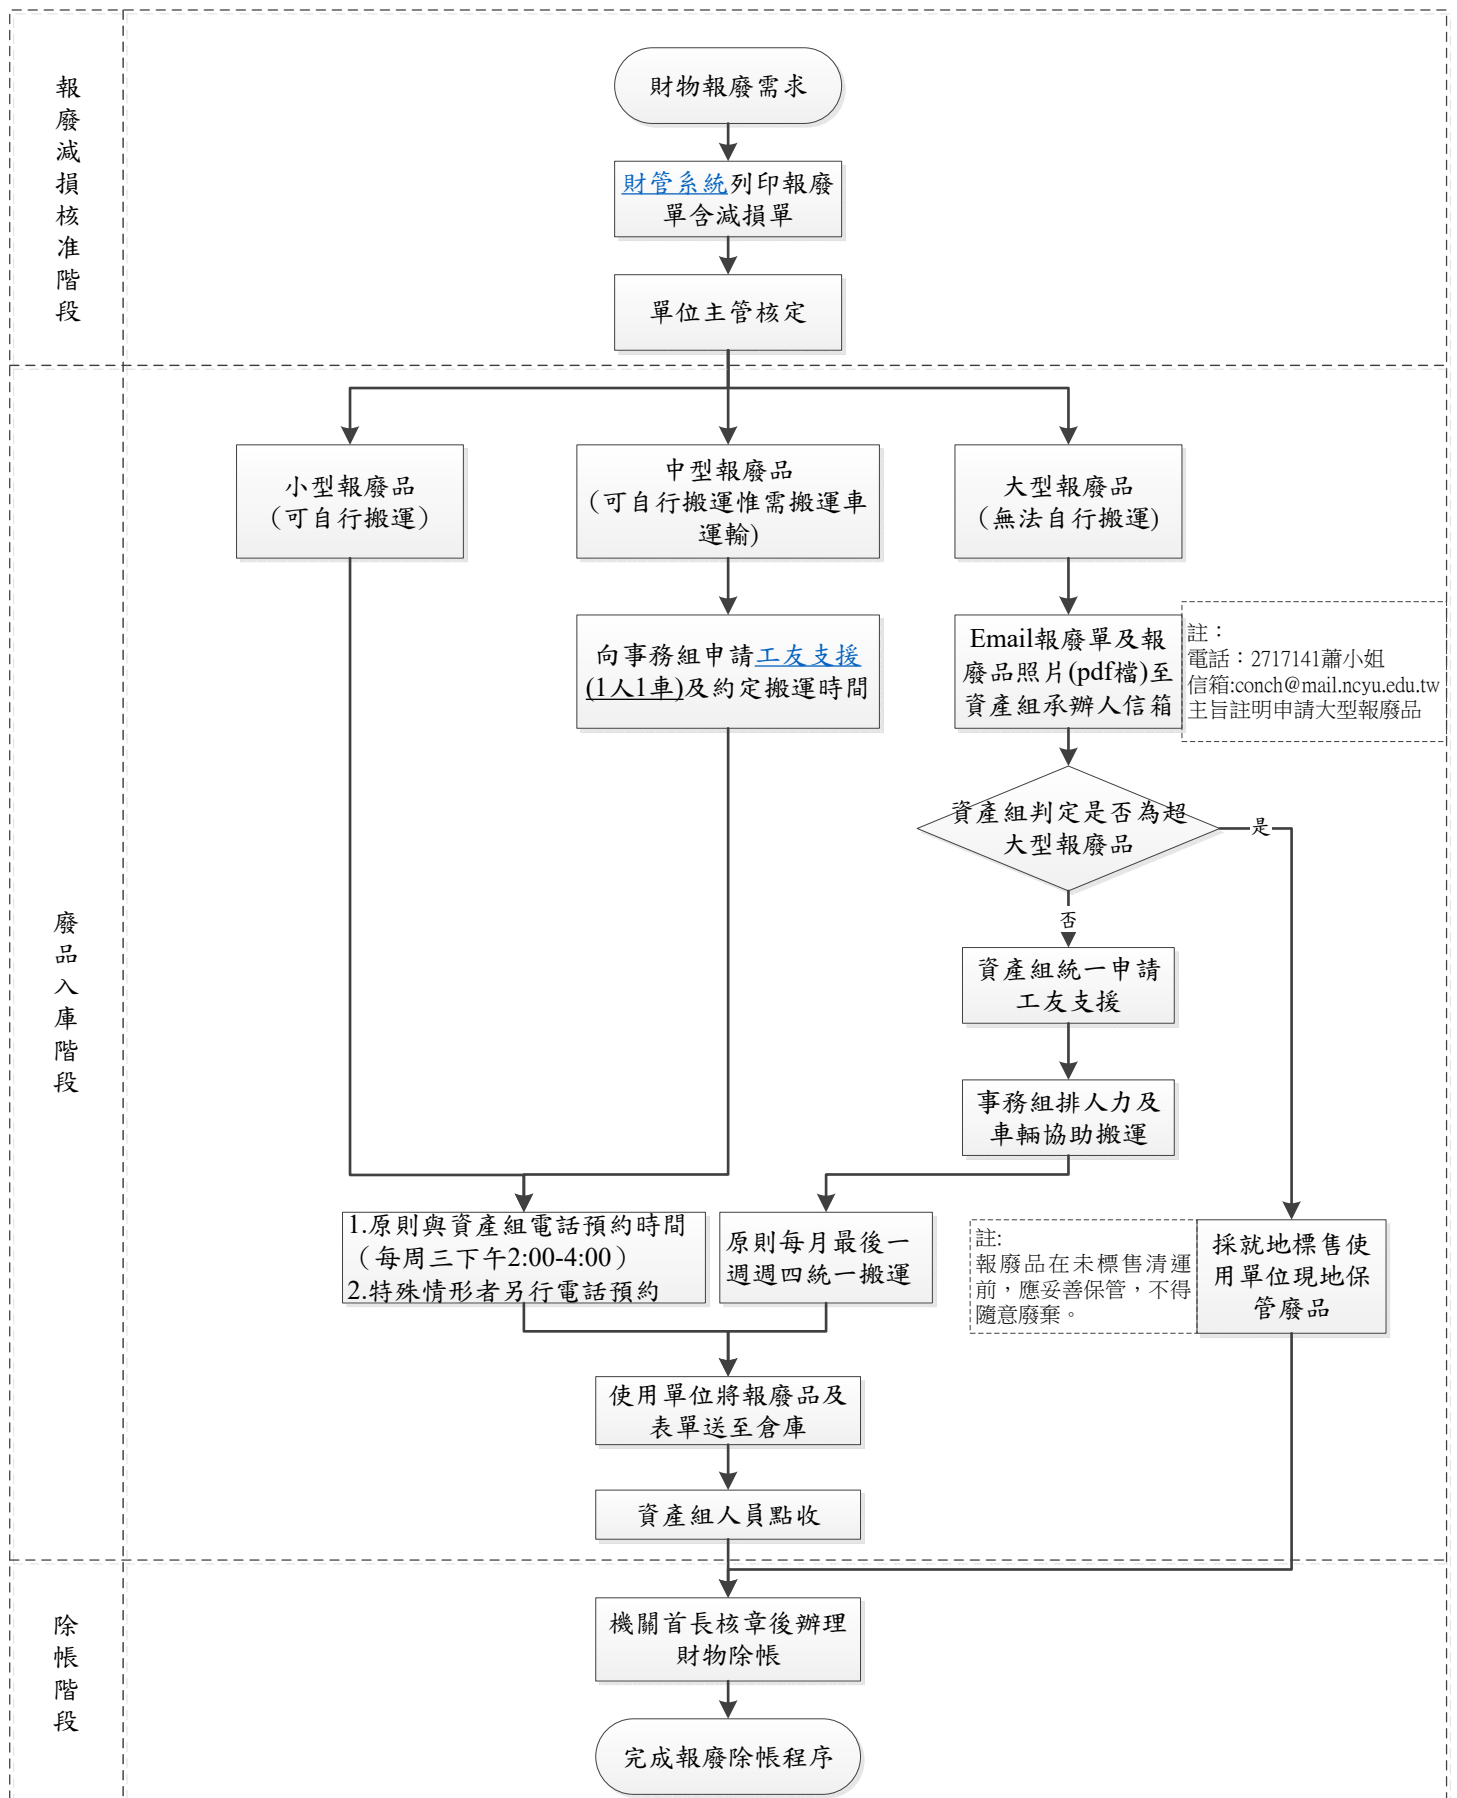 報廢減損核准階段
財物報廢需求
財管系統列印報廢
單含減損單
單位主管核定
廢品入庫階段
小型報廢品
（可自行搬運）
中型報廢品
（可自行搬運惟需搬運車
運輸)
大型報廢品
（無法自行搬運)
向事務組申請工友支援
(1人1車)及約定搬運時間
Email報廢單及報
廢品照片(pdf檔)至
資產組承辦人信箱
註：
電話：2717141蕭小姐
信箱:conch@mail.ncyu.edu.tw
主旨註明申請大型報廢品
資產組判定是否為超
大型報廢品
是
否
資產組統一申請
工友支援
事務組排人力及
車輛協助搬運
1.原則與資產組電話預約時間
（每周三下午2:00-4:00）
2.特殊情形者另行電話預約
原則每月最後一
週週四統一搬運
註:
報廢品在未標售清運
前，應妥善保管，不得
隨意廢棄。
採就地標售使
用單位現地保
管廢品
使用單位將報廢品及
表單送至倉庫
資產組人員點收
除帳階段
機關首長核章後辦理
財物除帳
完成報廢除帳程序